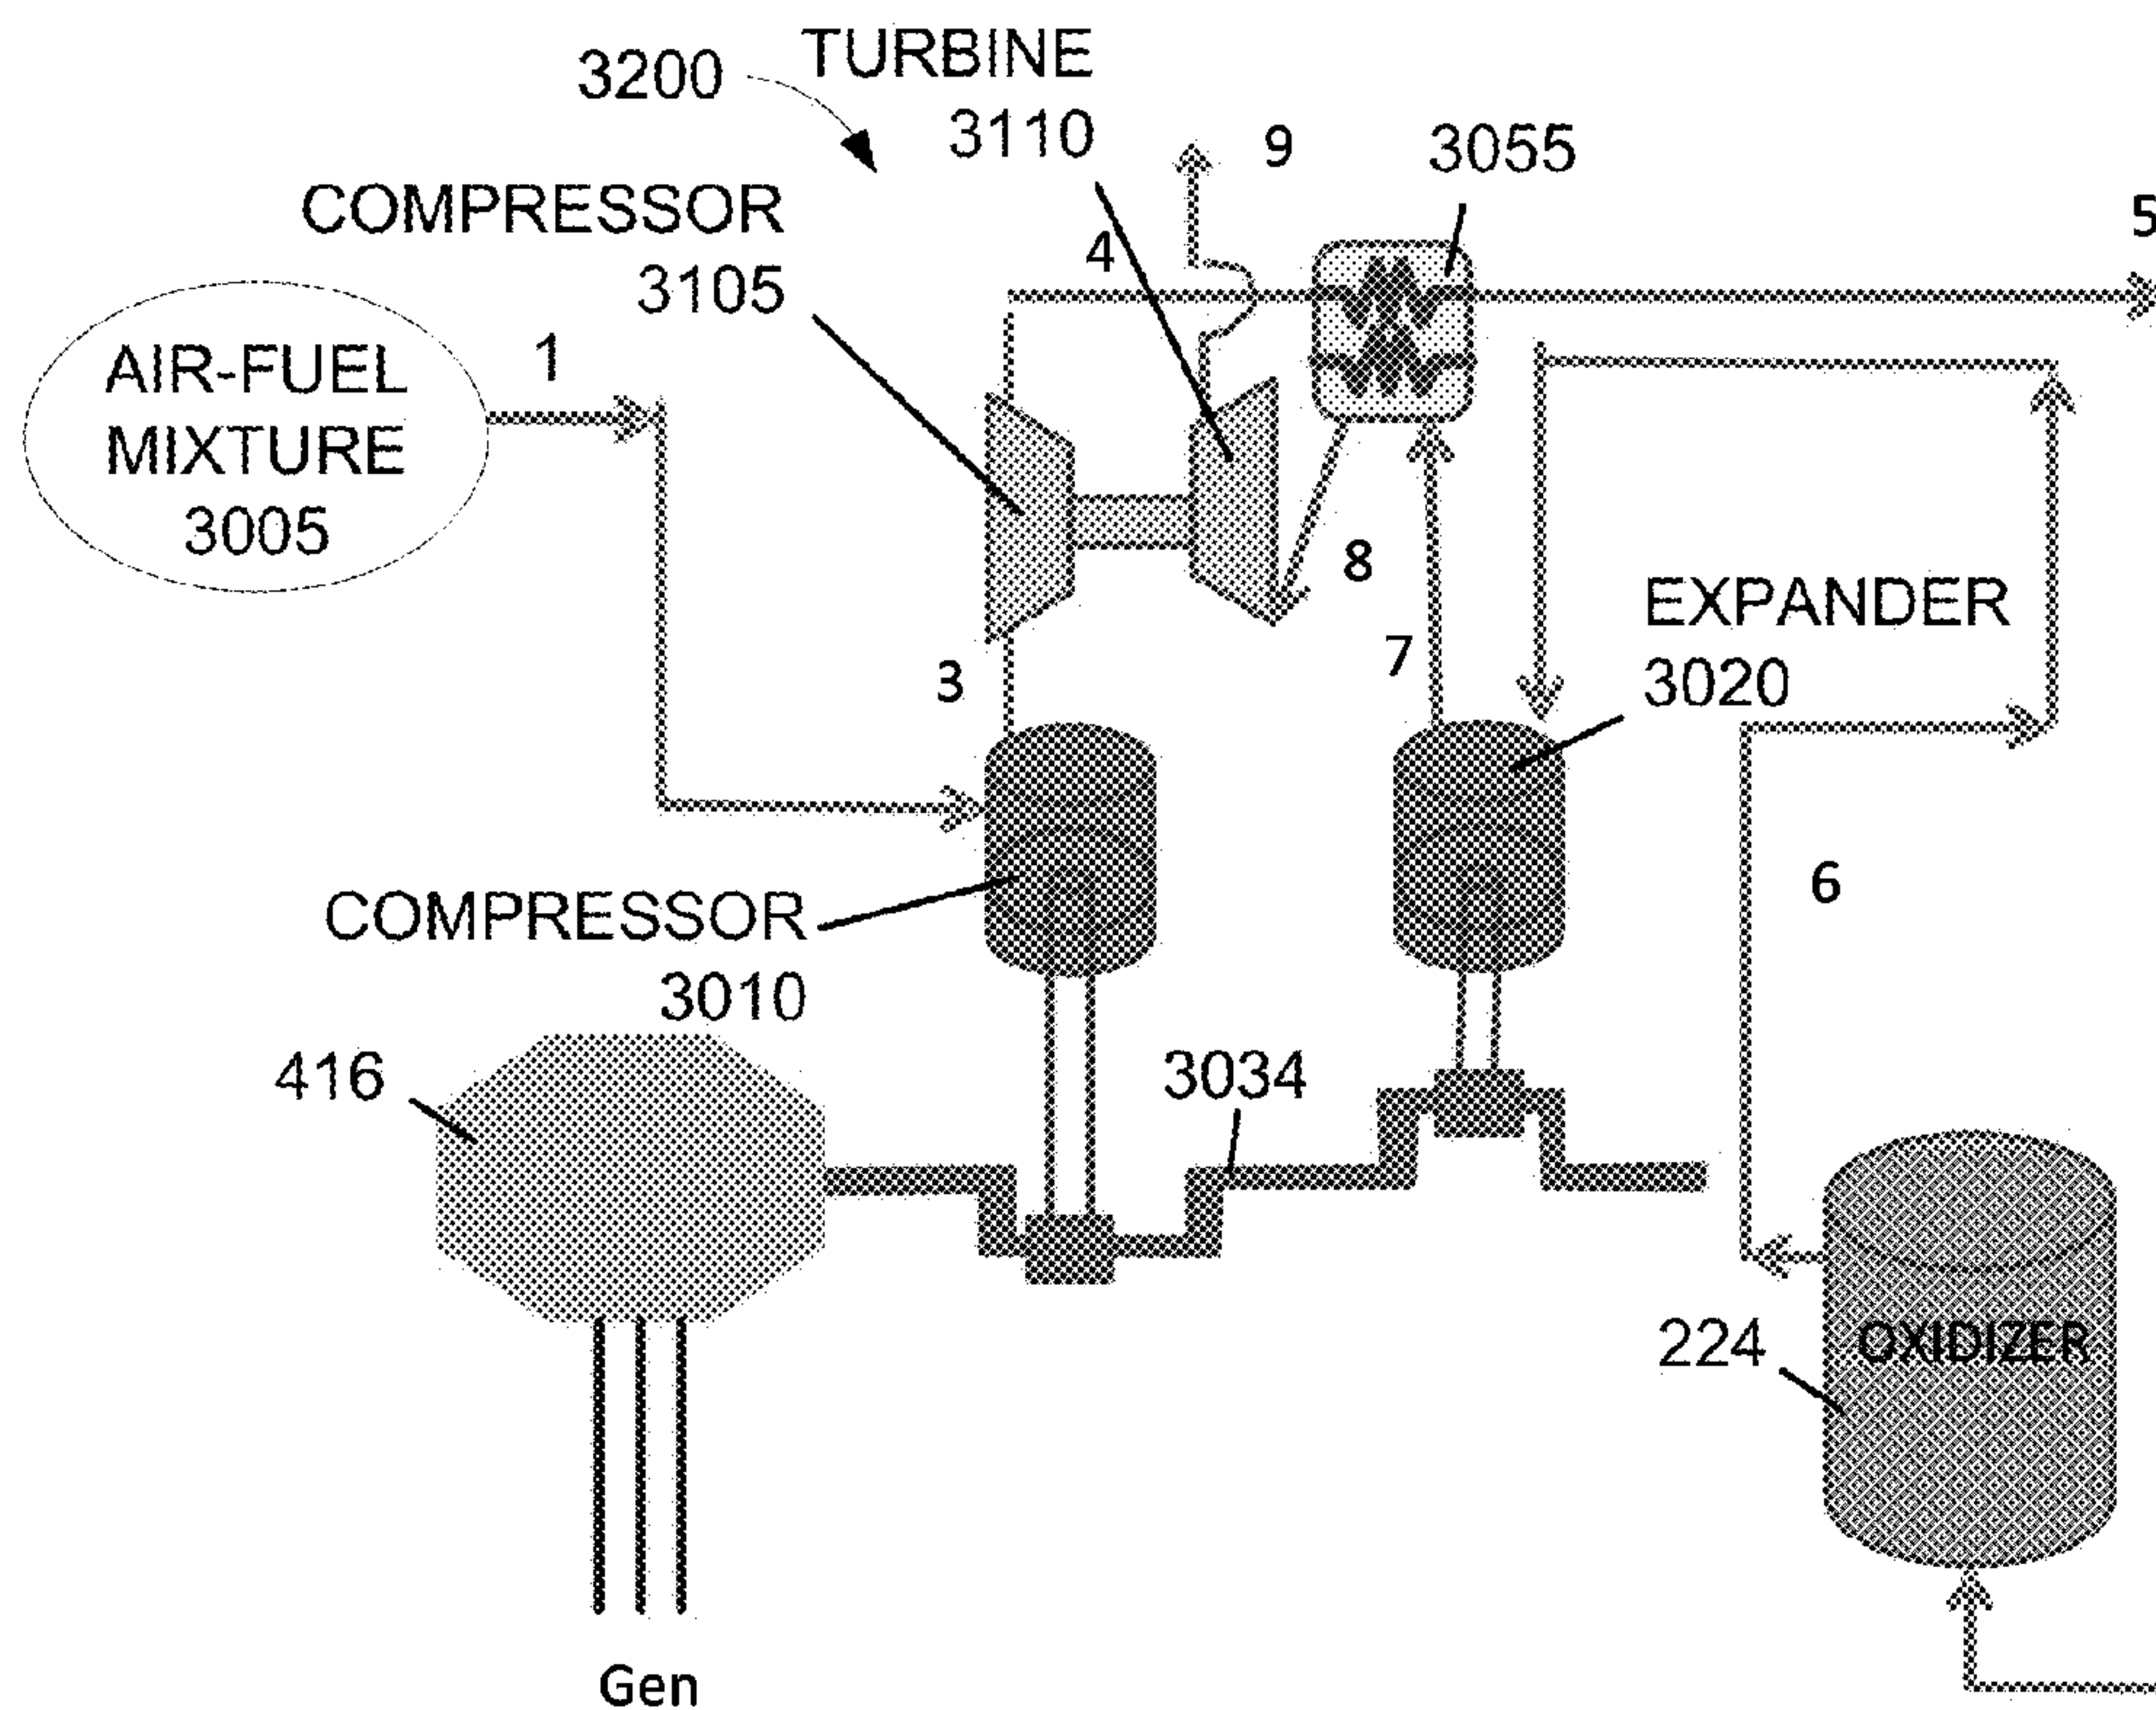 3200
TURBINE
3110
9
3055
COMPRESSOR
3105
4
5
AIR-FUEL
MIXTURE
3005
1
8
EXPANDER
3020
7
3
6
COMPRESSOR
3010
416
3034
224
OXIDIZER
Gen